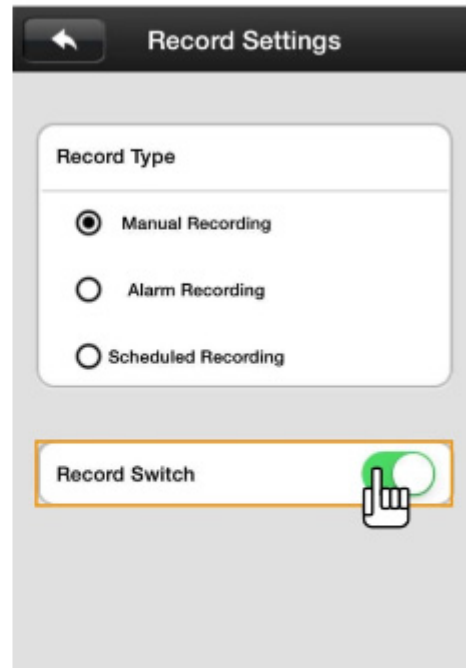 Record Settings
Record Type
Manual Recording
Alarm Recording
Scheduled Recording
Record Switch